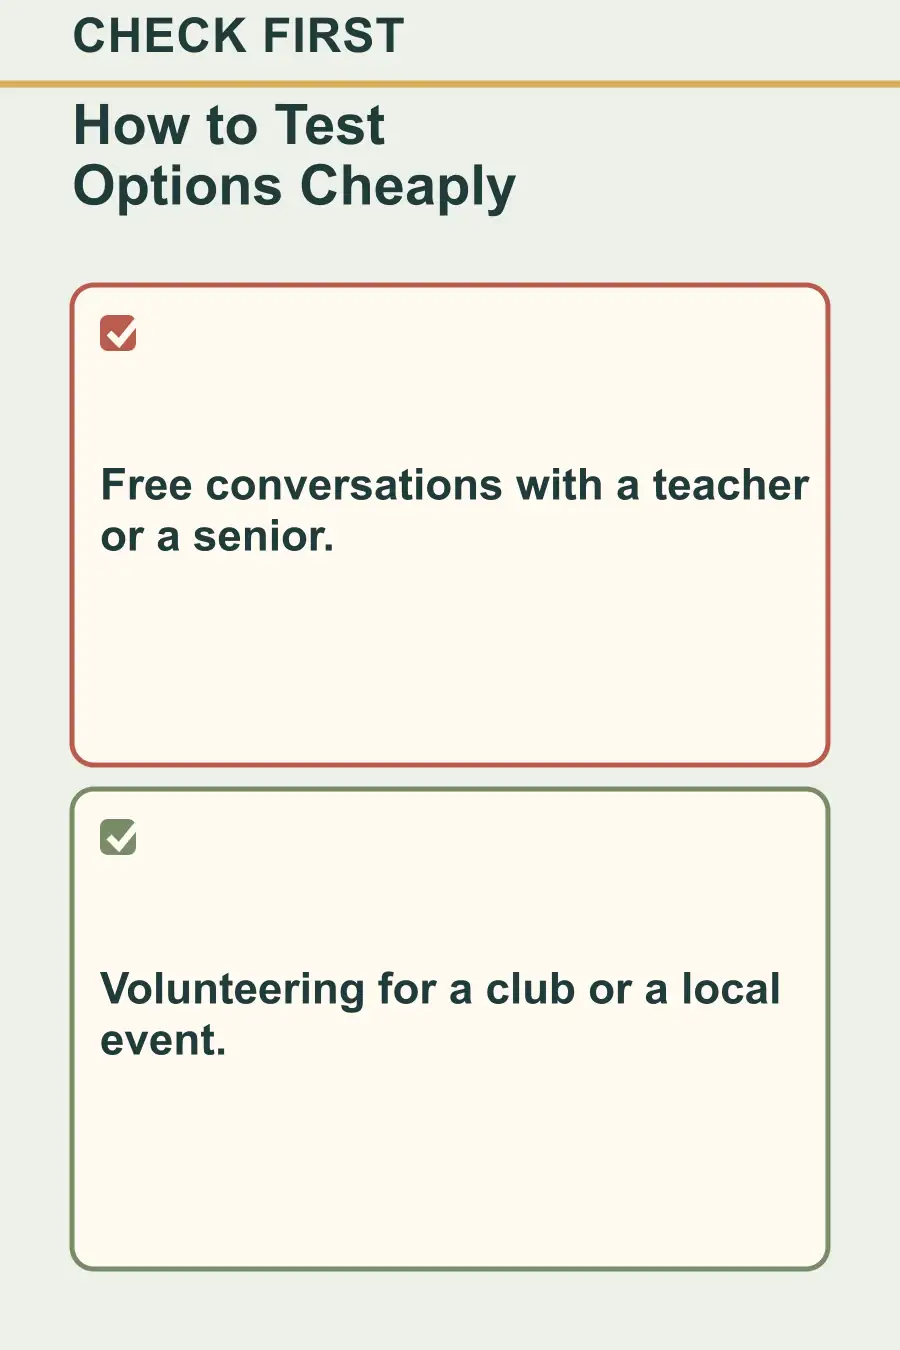 CHECK FIRST
How to Test
Options Cheaply
Free conversations with a teacher
or a senior.
Volunteering for a club or a local
event.